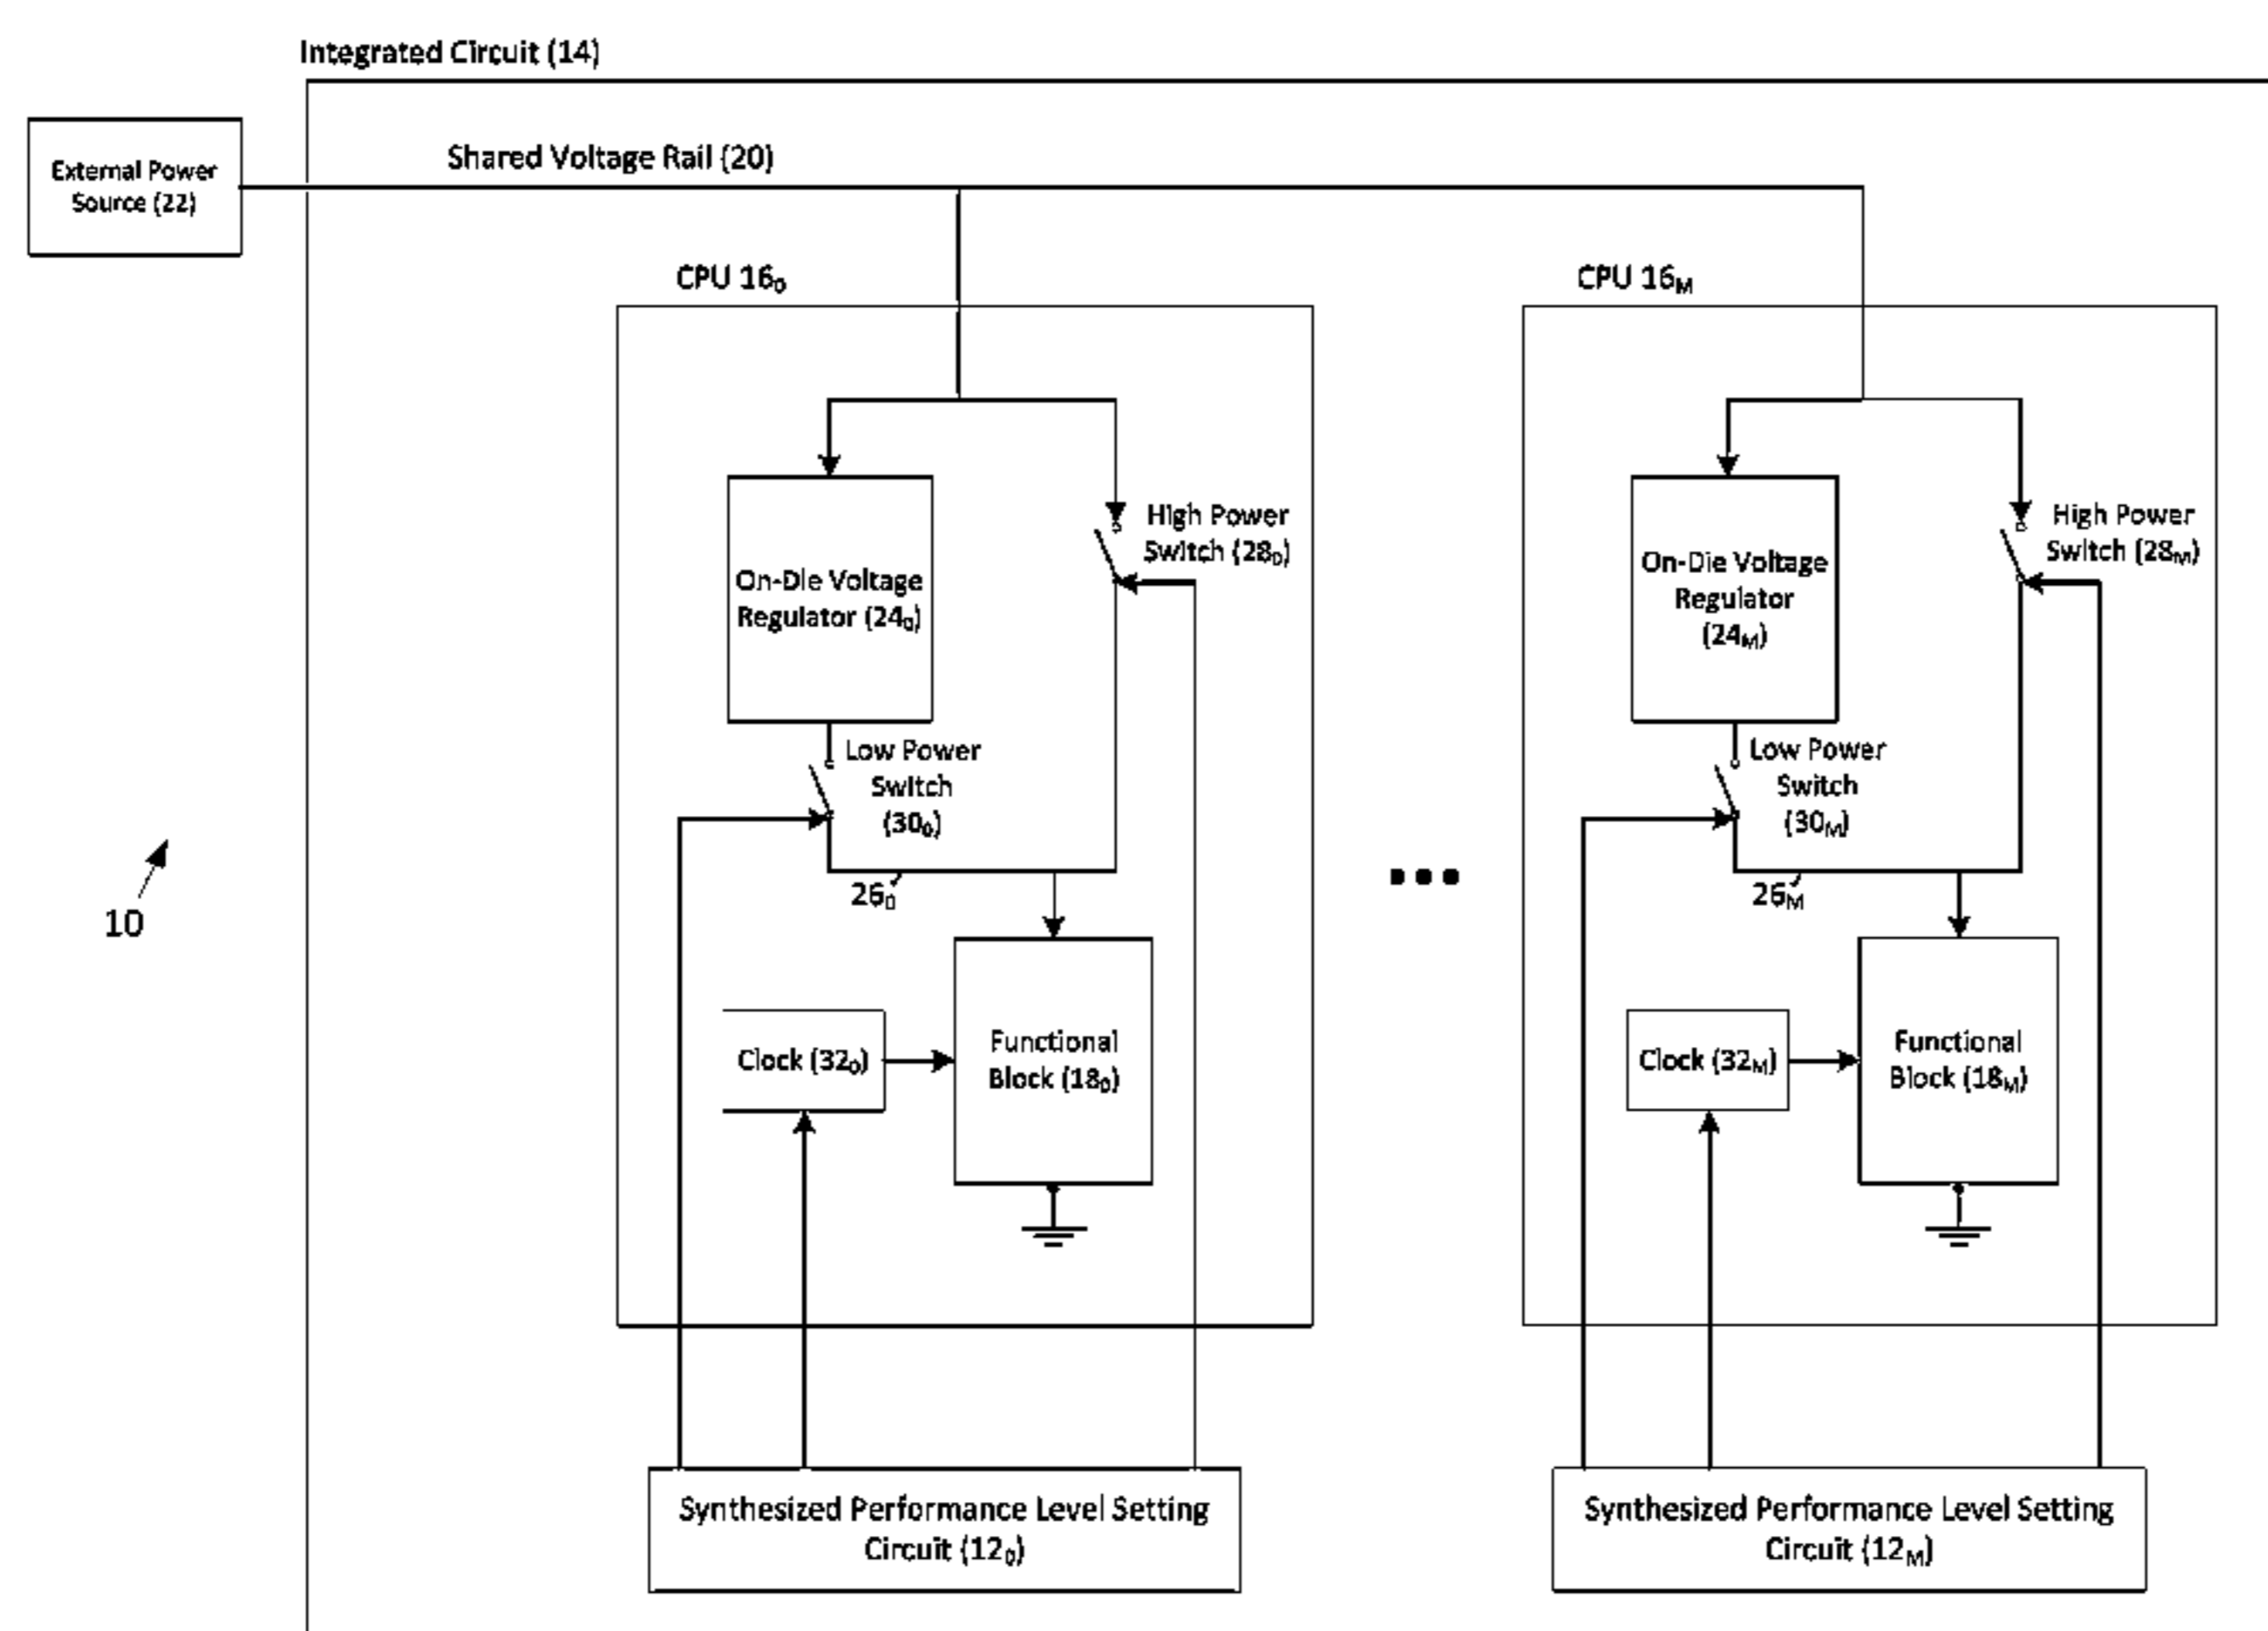 Integrated Circuit (14)
External Power
Source (22)
Shared Voltage Rail (20)
CPU 16₀
High Power
Switch (28₀)
On-Die Voltage
Regulator (24₀)
Low Power
Switch
(30₀)
26₀
Clock (32₀)
Functional
Block (18₀)
Synthesized Performance Level Setting
Circuit (12₀)
10
CPU 16M
High Power
Switch (28M)
On-Die Voltage
Regulator
(24M)
Low Power
Switch
(30M)
26M
Clock (32M)
Functional
Block (18M)
Synthesized Performance Level Setting
Circuit (12M)